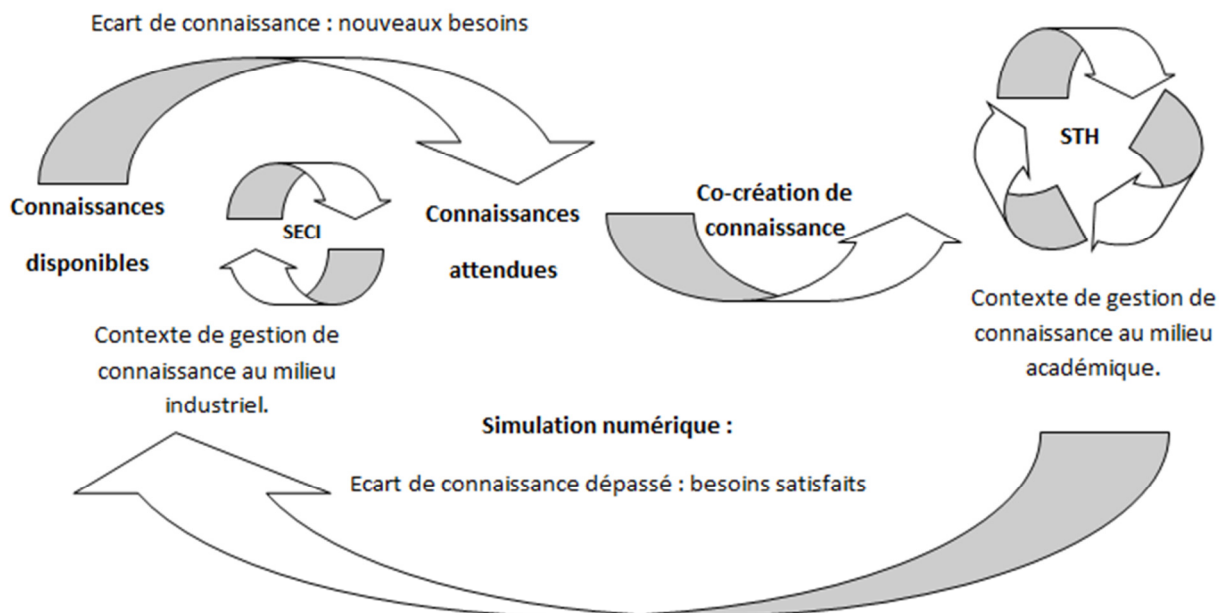 Ecart de connaissance : nouveaux besoins
STH
Connaissances
disponibles
SECI
Connaissances
attendues
Co-création de
connaissance
Contexte de gestion de
connaissance au milieu
industriel.
Contexte de gestion de
connaissance au milieu
académique.
Simulation numérique :
Ecart de connaissance dépassé : besoins satisfaits